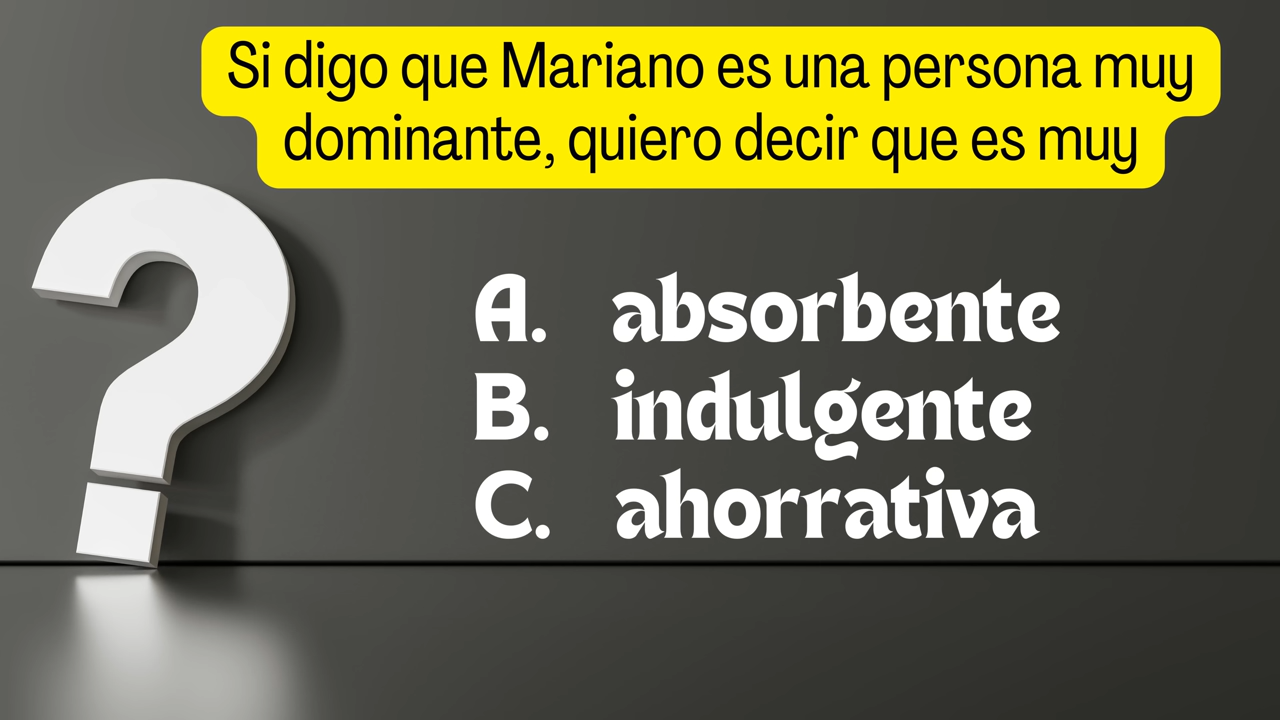 Si digo que Mariano es una persona muy
dominante, quiero decir que es muy
A. absorbente
B. indulgente
C. ahorrativa